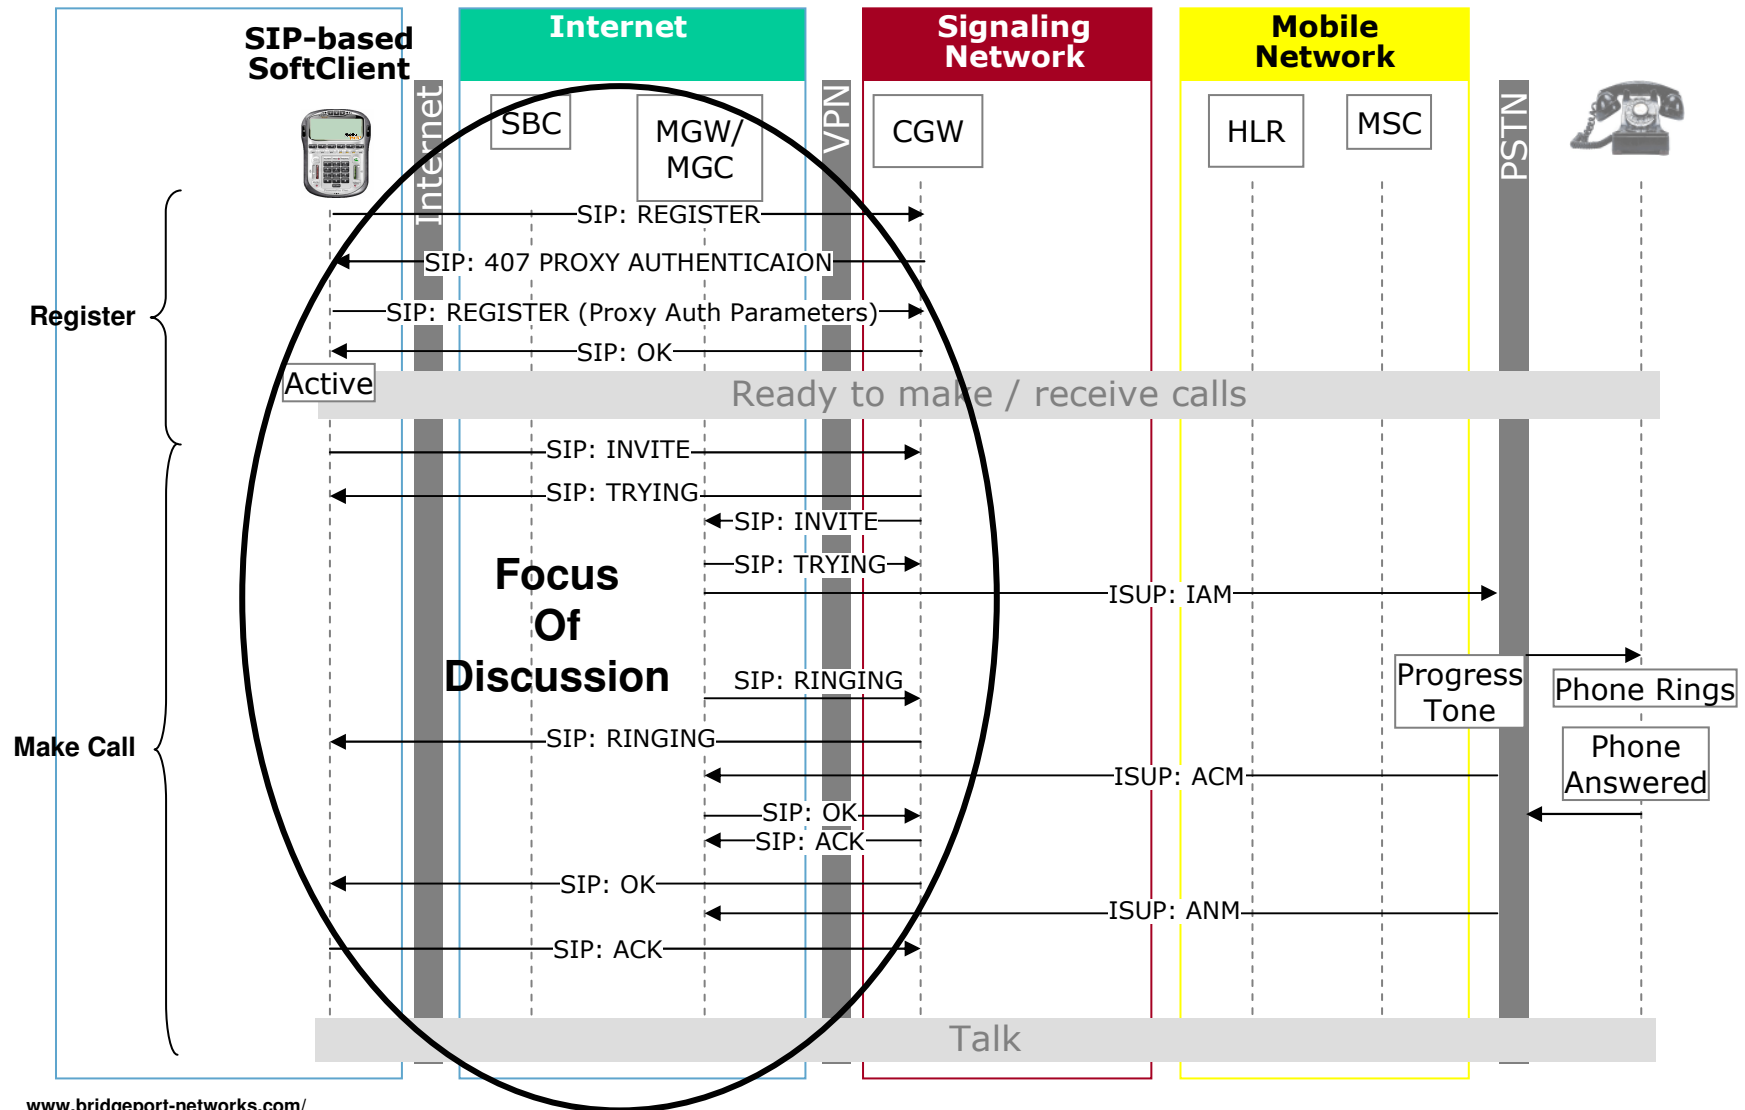 SIP-based
SoftClient
Internet
Signaling
Network
Mobile
Network
Internet
SBC
MGW/
MGC
VPN
CGW
HLR
MSC
PSTN
SIP: REGISTER
SIP: 407 PROXY AUTHENTICAION
Register
SIP: REGISTER (Proxy Auth Parameters)
SIP: OK
Active
Ready to make / receive calls
SIP: INVITE
SIP: TRYING
SIP: INVITE
SIP: TRYING
ISUP: IAM
Focus
Of
Discussion
SIP: RINGING
Progress
Tone
Phone Rings
Make Call
SIP: RINGING
Phone
Answered
ISUP: ACM
SIP: OK
SIP: ACK
SIP: OK
ISUP: ANM
SIP: ACK
Talk
www.bridgeport-networks.com/